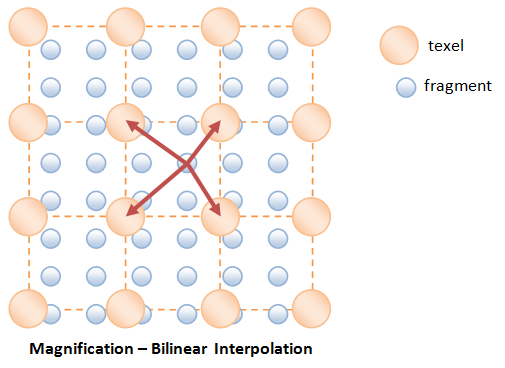 texel
fragment
Magnification – Bilinear Interpolation